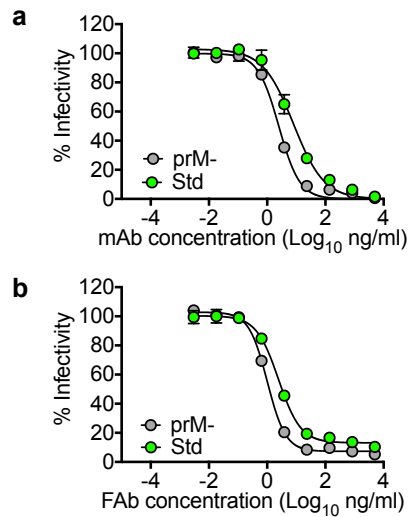 a
120
100
80
60
40
20
0
% Infectivity
prM-
Std
-4 -2 0 2 4
mAb concentration (Log10 ng/ml)
b
120
100
80
60
40
20
0
% Infectivity
prM-
Std
-4 -2 0 2 4
FAb concentration (Log10 ng/ml)